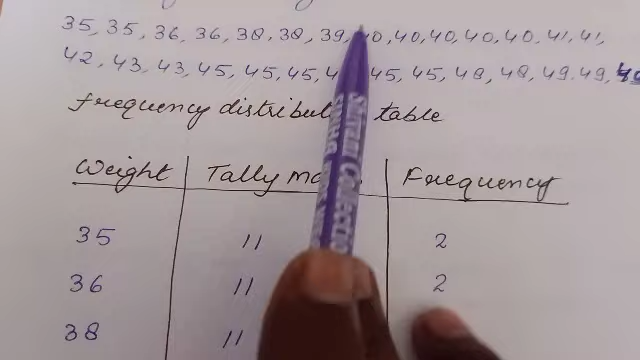 35, 35, 36, 36, 38, 38, 39, 40, 40, 40, 40, 40, 41, 41,
42, 43, 43, 45, 45, 45, 45, 45, 48, 48, 49, 49,
frequency distribut table
Weight Tally Ma Frequency
35 11 2
36 11 2
38 11